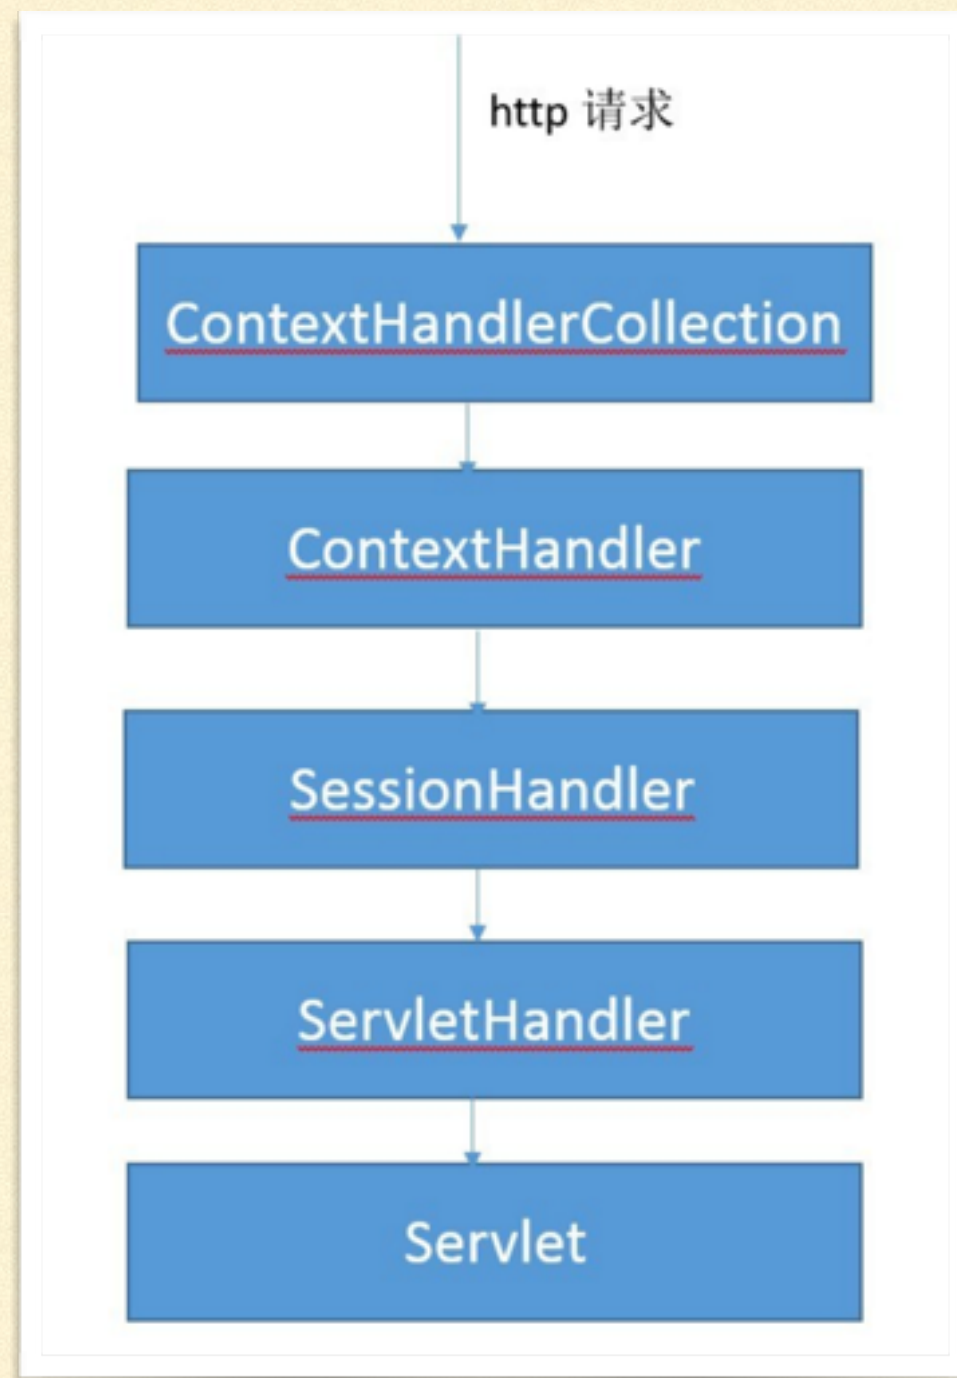 http 请求
ContextHandlerCollection
ContextHandler
SessionHandler
ServletHandler
Servlet